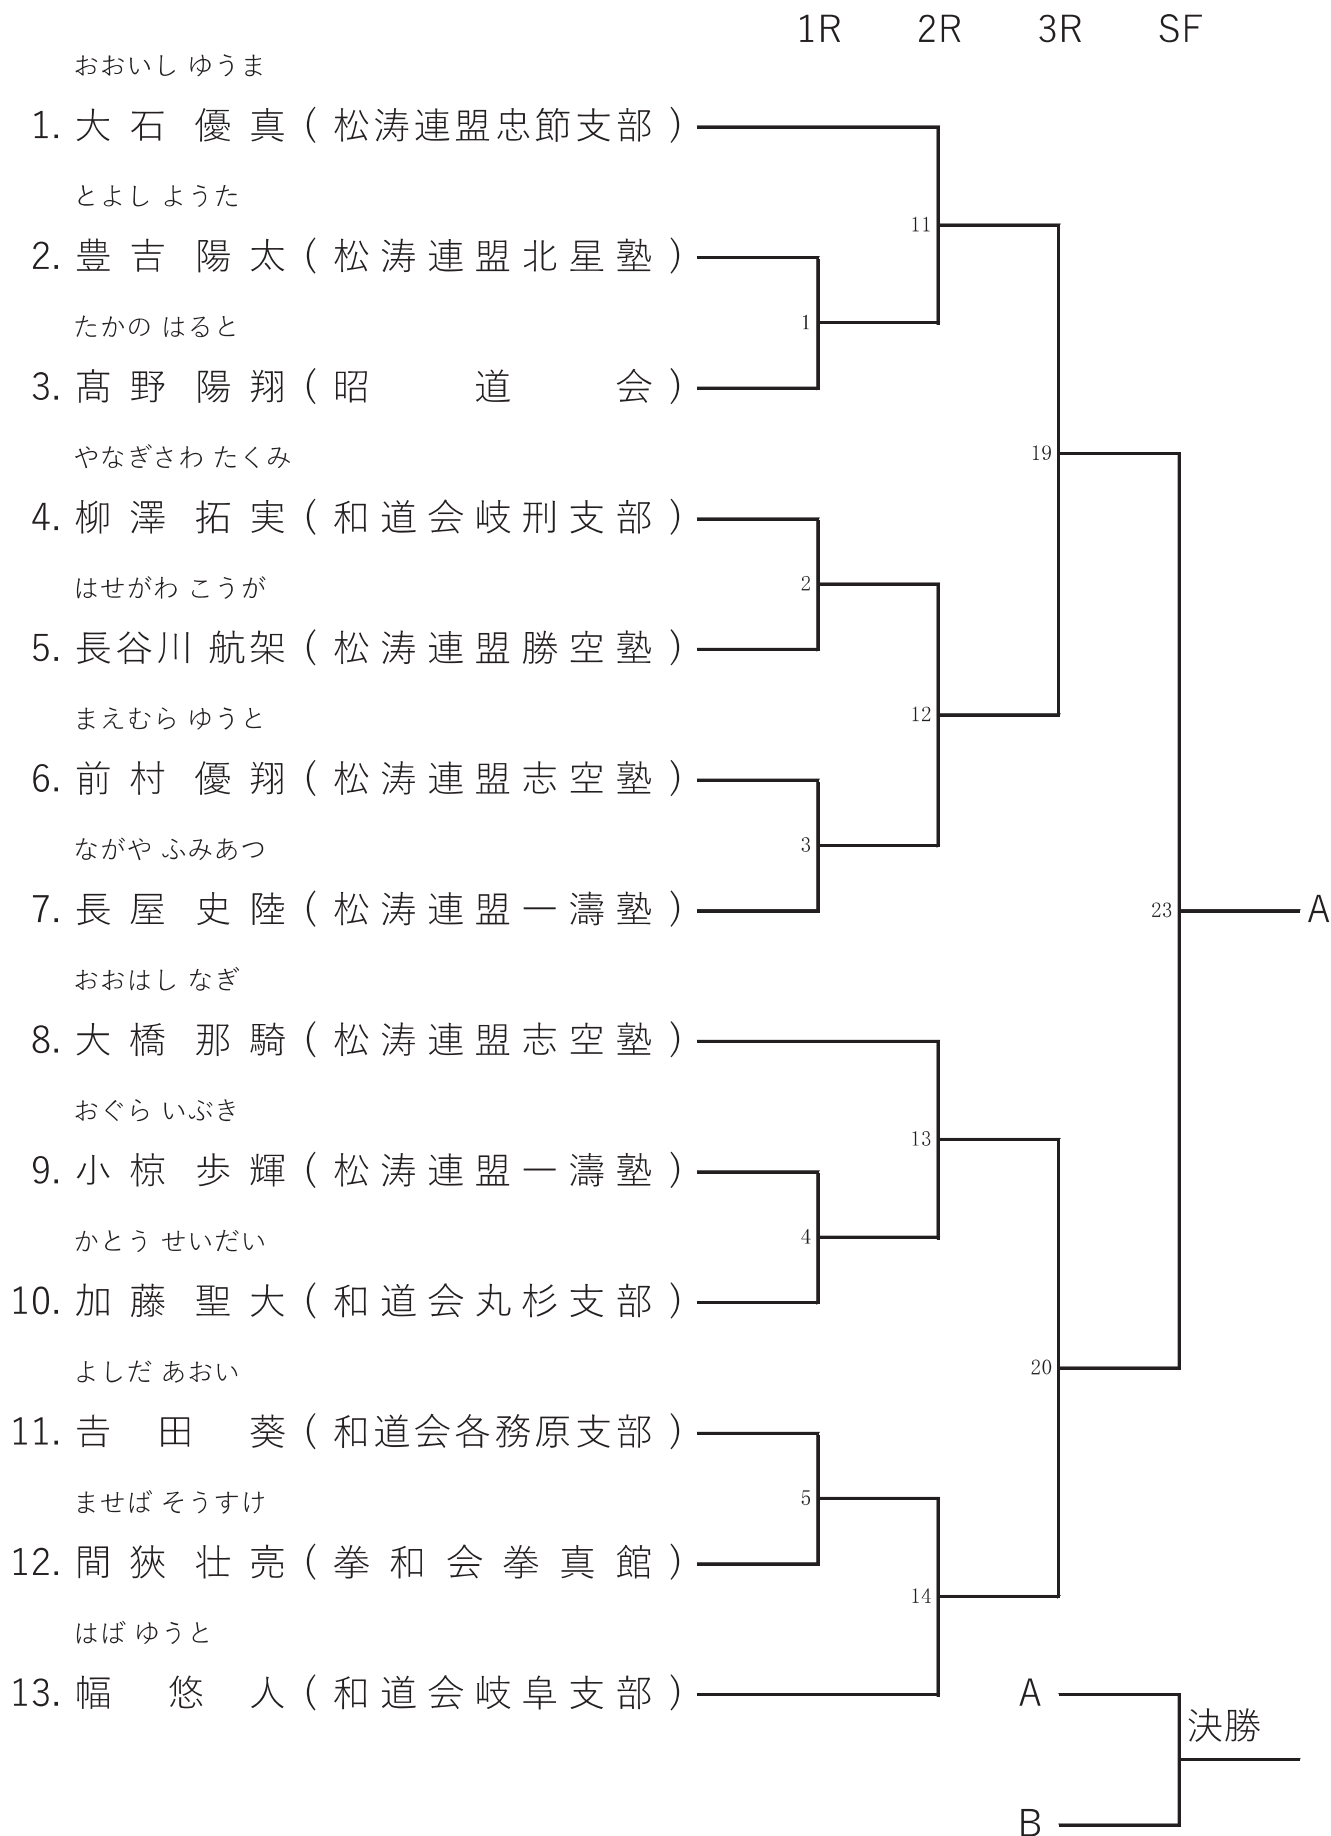 1R 2R 3R SF
おおいし ゆうま
1. 大石 優真(松涛連盟忠節支部)
とよし ようた
11
2. 豊吉 陽太(松涛連盟北星塾)
たかの はると
1
3. 髙野 陽翔(昭道会)
やなぎさわ たくみ
19
4. 柳澤 拓実(和道会岐刑支部)
はせがわ こうが
2
5. 長谷川 航架(松涛連盟勝空塾)
まえむら ゆうと
12
6. 前村 優翔(松涛連盟志空塾)
ながや ふみあつ
3
7. 長屋 史陸(松涛連盟一濤塾)
23 A
おおはし なぎ
8. 大橋 那騎(松涛連盟志空塾)
おぐら いぶき
13
9. 小椋 歩輝(松涛連盟一濤塾)
かとう せいだい
4
10. 加藤 聖大(和道会丸杉支部)
よしだ あおい
20
11. 𠮷田 葵(和道会各務原支部)
ませば そうすけ
5
12. 間狹 壮亮(拳和会拳真館)
14
はば ゆうと
13. 幅 悠人(和道会岐阜支部)
A
決勝
B